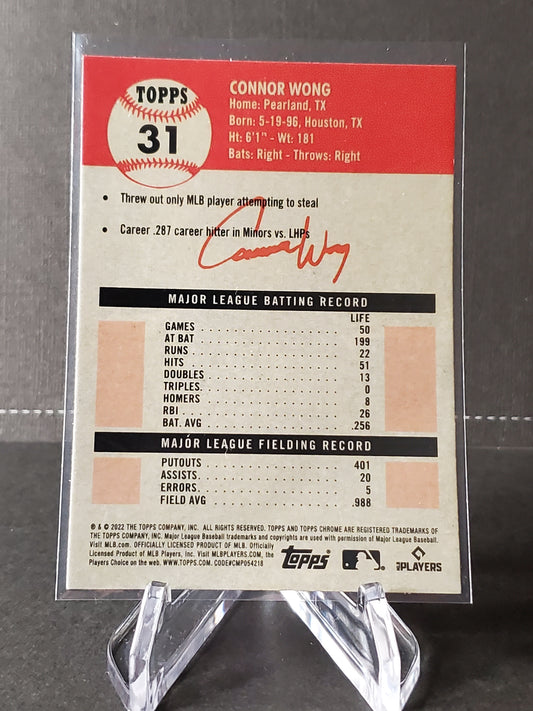 TOPPS
31
CONNOR WONG
Home: Pearland, TX
Born: 5-19-96, Houston, TX
Ht: 6'1" - Wt: 181
Bats: Right - Throws: Right
• Threw out only MLB player attempting to steal
• Career .287 career hitter in Minors vs. LHPs
Connor Wong
MAJOR LEAGUE BATTING RECORD
LIFE
GAMES 50
AT BAT 199
RUNS 22
HITS 51
DOUBLES 13
TRIPLES. 0
HOMERS 8
RBI 26
BAT. AVG .256
MAJOR LEAGUE FIELDING RECORD
PUTOUTS 401
ASSISTS 20
ERRORS 5
FIELD AVG .988
® & © 2022 THE TOPPS COMPANY, INC. ALL RIGHTS RESERVED. TOPPS AND TOPPS CHROME ARE REGISTERED TRADEMARKS OF
THE TOPPS COMPANY, INC. Major League Baseball trademarks and copyrights are used with permission of Major League Baseball.
Visit MLB.com. OFFICIALLY LICENSED PRODUCT OF MLB PLAYERS, INC. Officially
Licensed Product of MLB Players, Inc. Visit MLBPLAYERS.com, the
Players Choice on the web. WWW.TOPPS.COM. CODE#CMP054218
Topps
MLB PLAYERS